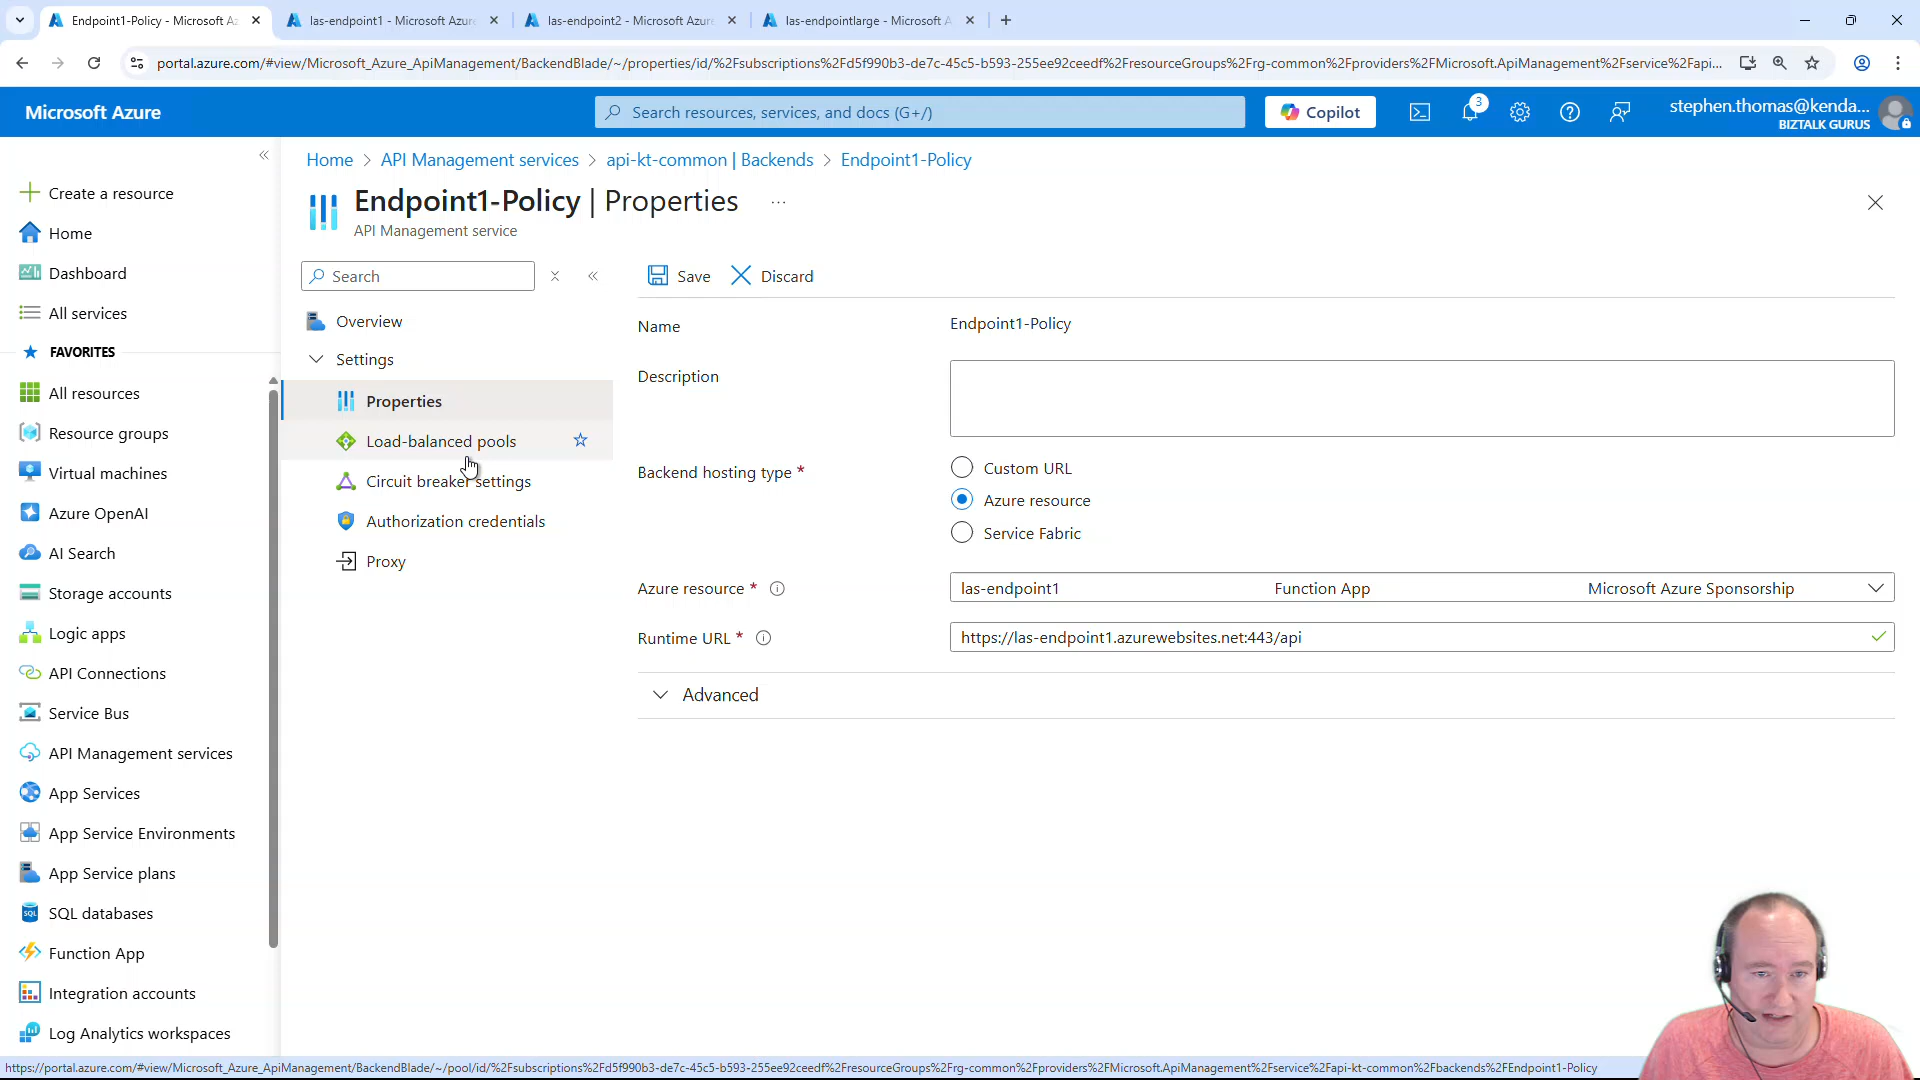 Endpoint1-Policy - Microsoft Az
las-endpoint1 - Microsoft Azure
las-endpoint2 - Microsoft Azure
las-endpointlarge - Microsoft A
portal.azure.com/#view/Microsoft_Azure_ApiManagement/BackendBlade/~/properties/id/%2Fsubscriptions%2Fd5f990b3-de7c-45c5-b593-255ee92ceedf%2FresourceGroups%2Frg-common%2Fproviders%2FMicrosoft.ApiManagement%2Fservice%2Fapi...
Microsoft Azure
Search resources, services, and docs (G+/)
Copilot
3
stephen.thomas@kenda...
BIZTALK GURUS
Create a resource
Home
Dashboard
All services
FAVORITES
All resources
Resource groups
Virtual machines
Azure OpenAI
AI Search
Storage accounts
Logic apps
API Connections
Service Bus
API Management services
App Services
App Service Environments
App Service plans
SQL databases
Function App
Integration accounts
Log Analytics workspaces
Home > API Management services > api-kt-common | Backends > Endpoint1-Policy
Endpoint1-Policy | Properties ...
API Management service
Search
Overview
Settings
Properties
Load-balanced pools
Circuit breaker settings
Authorization credentials
Proxy
Save
Discard
Name
Endpoint1-Policy
Description
Backend hosting type *
Custom URL
Azure resource
Service Fabric
Azure resource *
las-endpoint1 Function App Microsoft Azure Sponsorship
Runtime URL *
https://las-endpoint1.azurewebsites.net:443/api
Advanced
https://portal.azure.com/#view/Microsoft_Azure_ApiManagement/BackendBlade/~/pool/id/%2Fsubscriptions%2Fd5f990b3-de7c-45c5-b593-255ee92ceedf%2FresourceGroups%2Frg-common%2Fproviders%2FMicrosoft.ApiManagement%2Fservice%2Fapi-kt-common%2Fbackends%2FEndpoint1-Policy